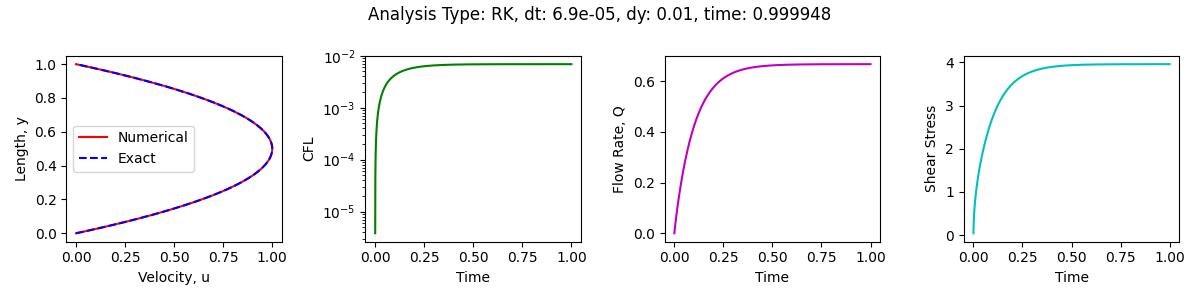 Analysis Type: RK, dt: 6.9e-05, dy: 0.01, time: 0.999948
1.0
0.8
0.6
0.4
0.2
0.0
Length, y
Numerical
Exact
0.00 0.25 0.50 0.75 1.00
Velocity, u
10⁻²
10⁻³
10⁻⁴
10⁻⁵
CFL
0.00 0.25 0.50 0.75 1.00
Time
0.6
0.4
0.2
0.0
Flow Rate, Q
0.00 0.25 0.50 0.75 1.00
Time
4
3
2
1
0
Shear Stress
0.00 0.25 0.50 0.75 1.00
Time